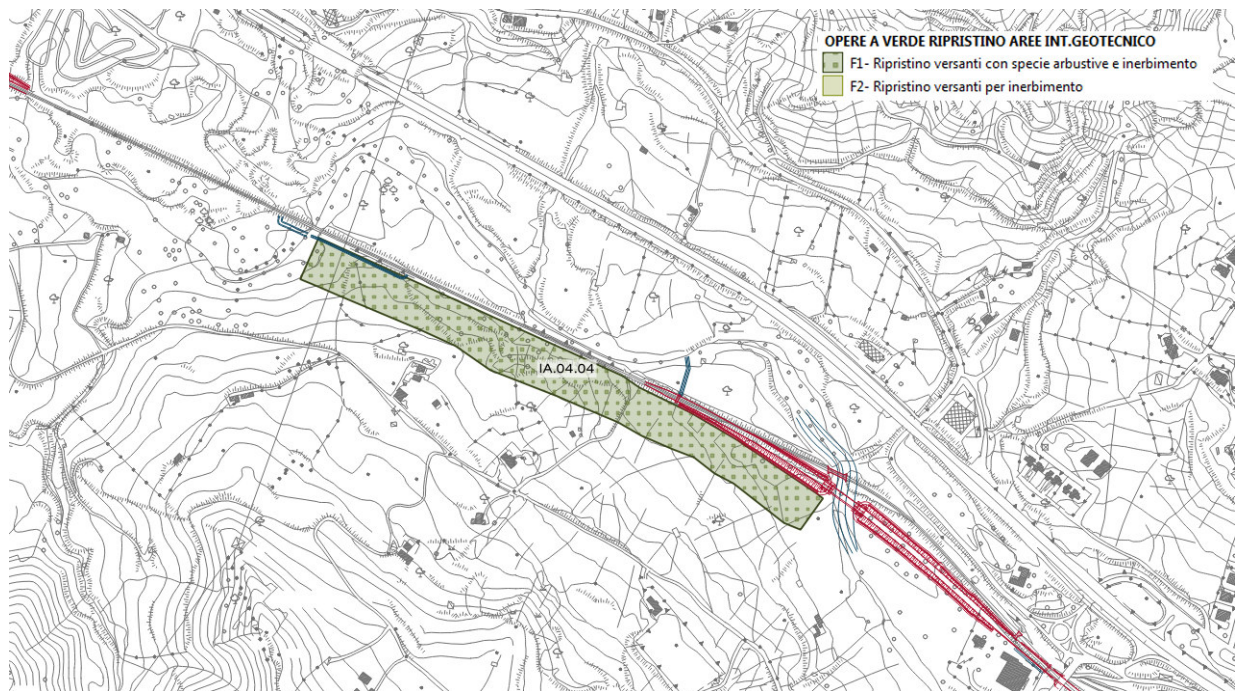 OPERE A VERDE RIPRISTINO AREE INT.GEOTECNICO
F1- Ripristino versanti con specie arbustive e inerbimento
F2- Ripristino versanti per inerbimento
IA.04.04